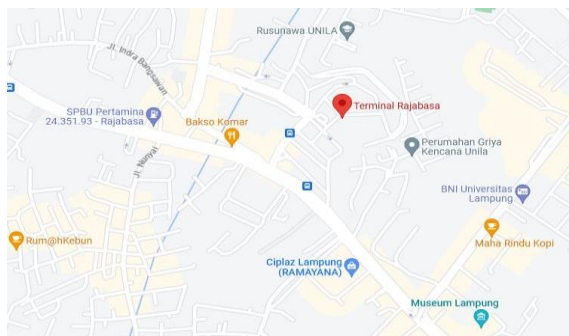 Rusunawa UNILA
Jl. Indra Bangsawan
Terminal Rajabasa
SPBU Pertamina
24.351.93 - Rajabasa
Bakso Komar
Perumahan Griya
Kencana Unila
Jl. Nunyai
BNI Universitas
Lampung
Rum@hKebun
Maha Rindu Kopi
Ciplaz Lampung
(RAMAYANA)
Museum Lampung